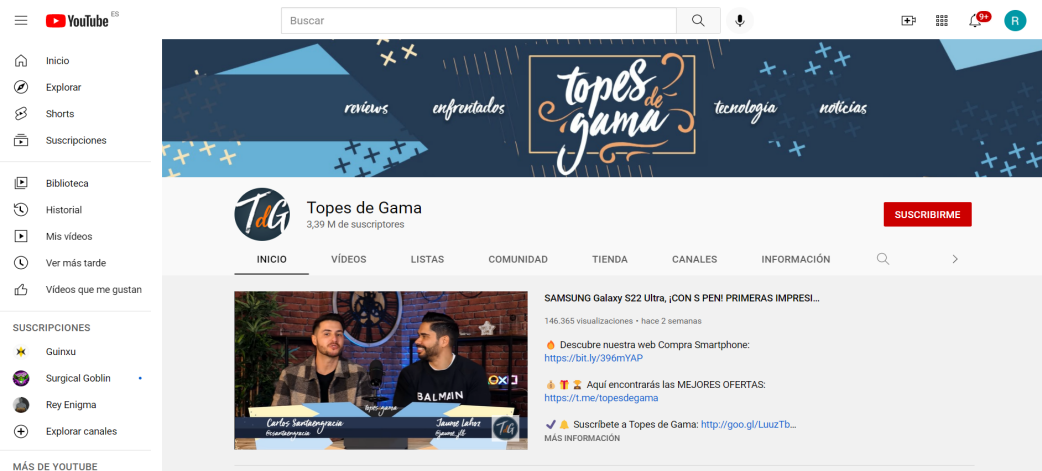 YouTube ES
Buscar
9+
R
Inicio
Explorar
Shorts
Suscripciones
Biblioteca
Historial
Mis vídeos
Ver más tarde
Vídeos que me gustan
SUSCRIPCIONES
Guinxu
Surgical Goblin
Rey Enigma
Explorar canales
MÁS DE YOUTUBE
reviews
enfrentados
topes
de
gama
tecnología
noticias
TdG
Topes de Gama
3,39 M de suscriptores
SUSCRIBIRME
INICIO
VÍDEOS
LISTAS
COMUNIDAD
TIENDA
CANALES
INFORMACIÓN
BALMAIN
topes gama
Carlos Santaengracia
@csantaengracia
Jaume Lahoz
@jaume_jlb
TdG
SAMSUNG Galaxy S22 Ultra, ¡CON S PEN! PRIMERAS IMPRESI...
146.365 visualizaciones • hace 2 semanas
Descubre nuestra web Compra Smartphone:
https://bit.ly/396mYAP
Aquí encontrarás las MEJORES OFERTAS:
https://t.me/topesdegama
Suscríbete a Topes de Gama: http://goo.gl/LuuzTb...
MÁS INFORMACIÓN